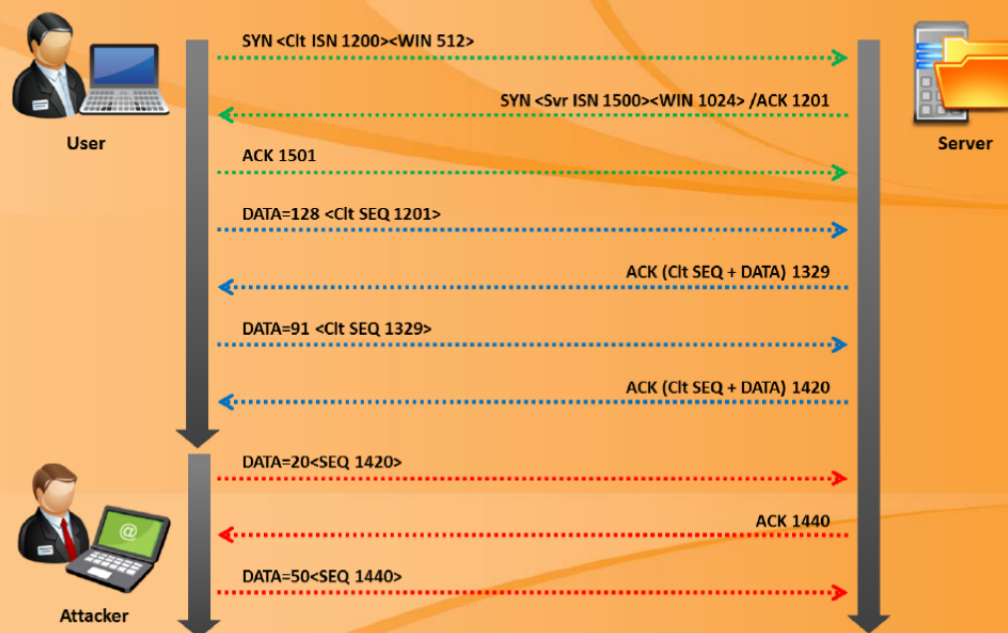 SYN <Clt ISN 1200><WIN 512>
SYN <Svr ISN 1500><WIN 1024> /ACK 1201
User
Server
ACK 1501
DATA=128 <Clt SEQ 1201>
ACK (Clt SEQ + DATA) 1329
DATA=91 <Clt SEQ 1329>
ACK (Clt SEQ + DATA) 1420
DATA=20<SEQ 1420>
@
ACK 1440
DATA=50<SEQ 1440>
Attacker